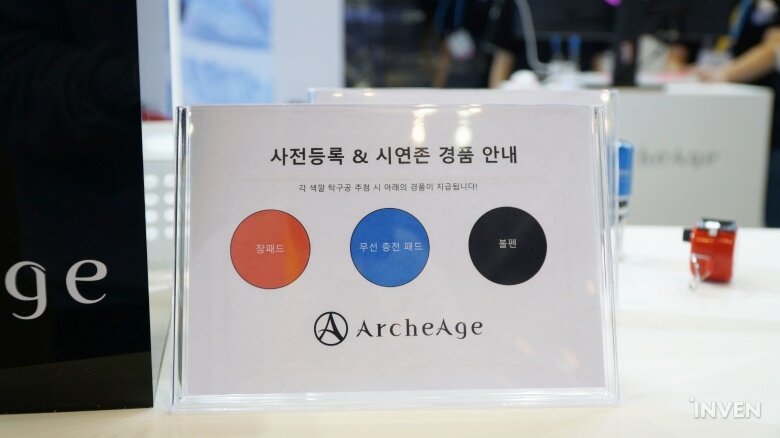 사전등록 & 시연존 경품 안내
각 색깔 탁구공 추첨 시 아래의 경품이 지급됩니다!
장패드
무선 충전 패드
볼펜
ArcheAge
ge
cheAge
INVEN